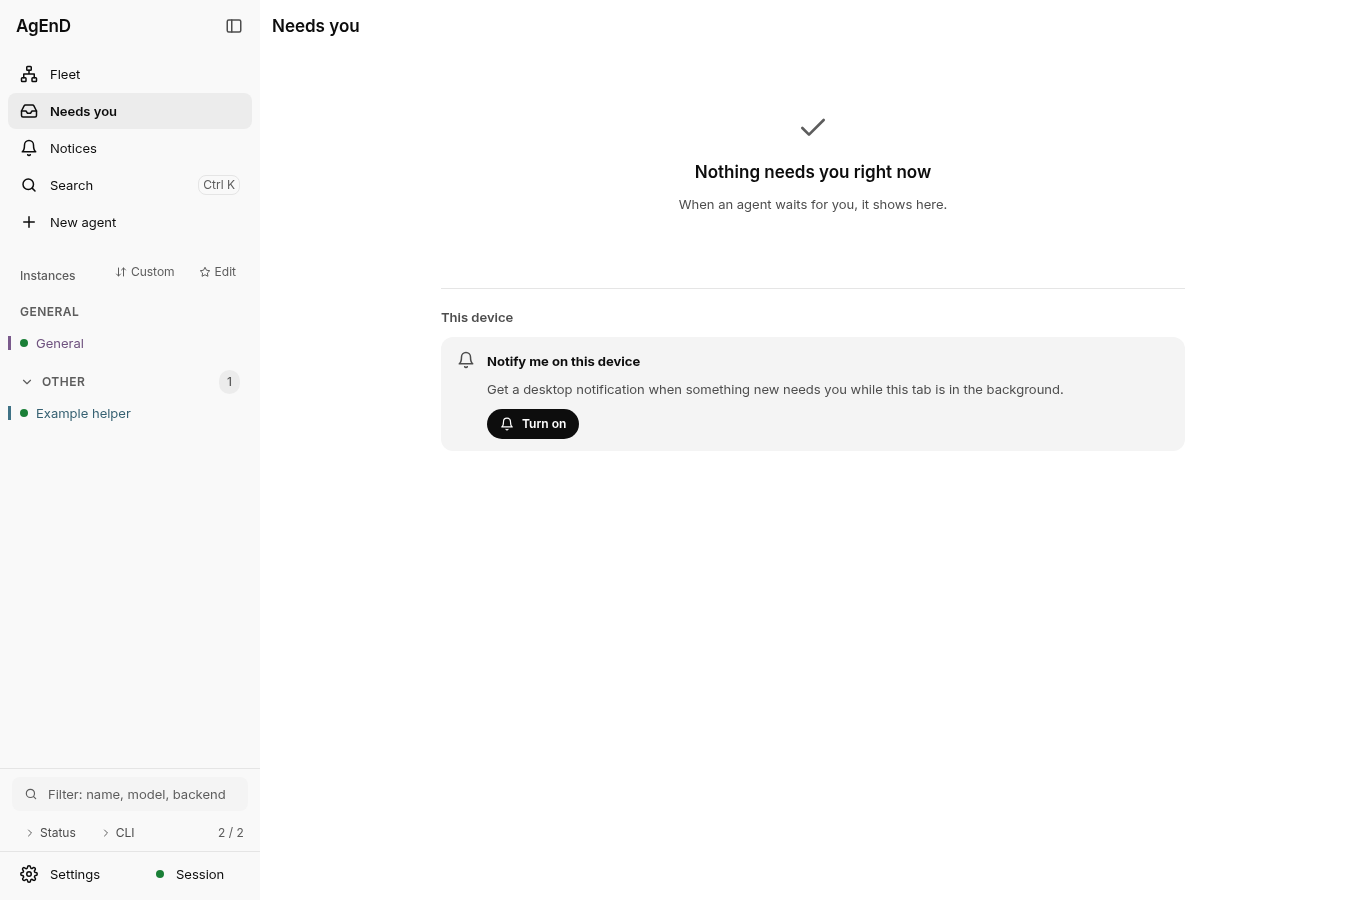 AgEnD
Fleet
Needs you
Notices
Search
Ctrl K
New agent
Instances
Custom
Edit
GENERAL
General
OTHER
1
Example helper
Filter: name, model, backend
Status
CLI
2 / 2
Settings
Session
Needs you
Nothing needs you right now
When an agent waits for you, it shows here.
This device
Notify me on this device
Get a desktop notification when something new needs you while this tab is in the background.
Turn on